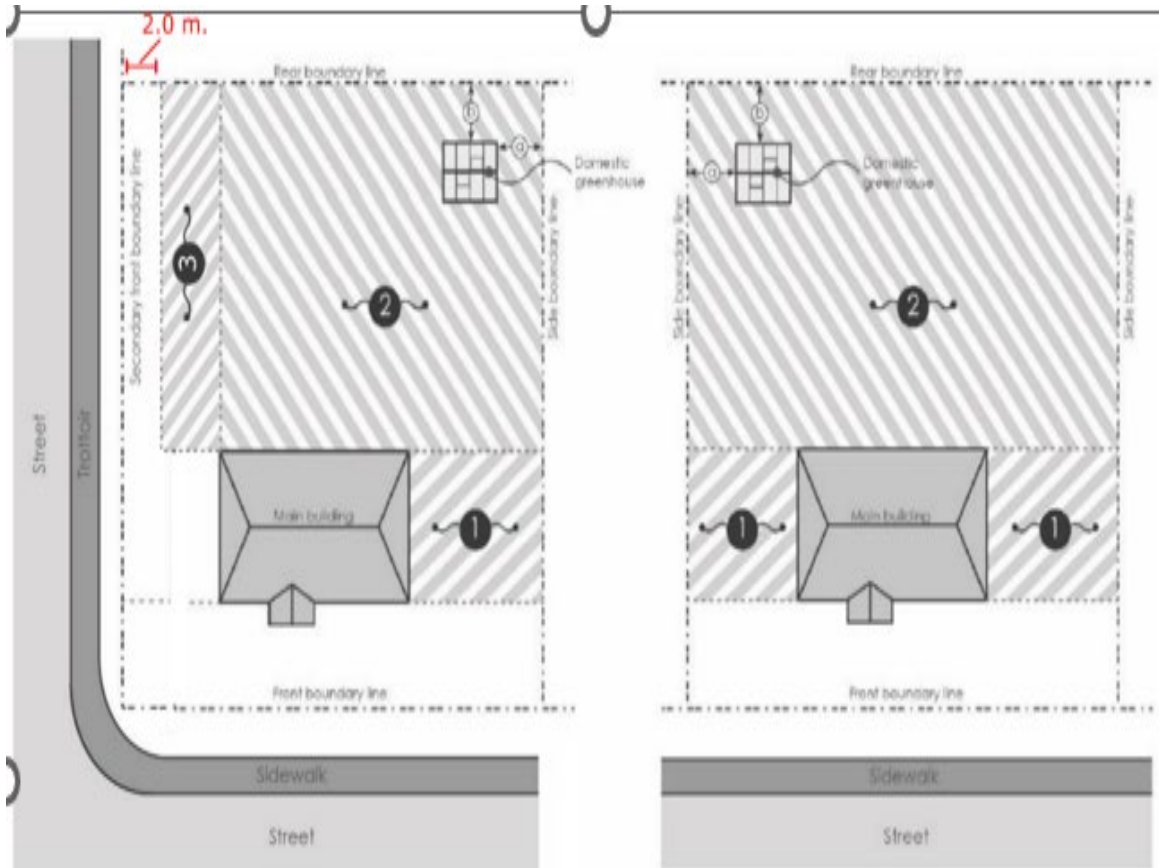 2.0 m.
Rear boundary line
b
a
Domestic
greenhouse
Secondary front boundary line
3
2
Side boundary line
Street
Trottoir
Main building
1
Front boundary line
Sidewalk
Street
Rear boundary line
b
a
Domestic
greenhouse
Side boundary line
2
Side boundary line
1
Main building
1
Front boundary line
Sidewalk
Street